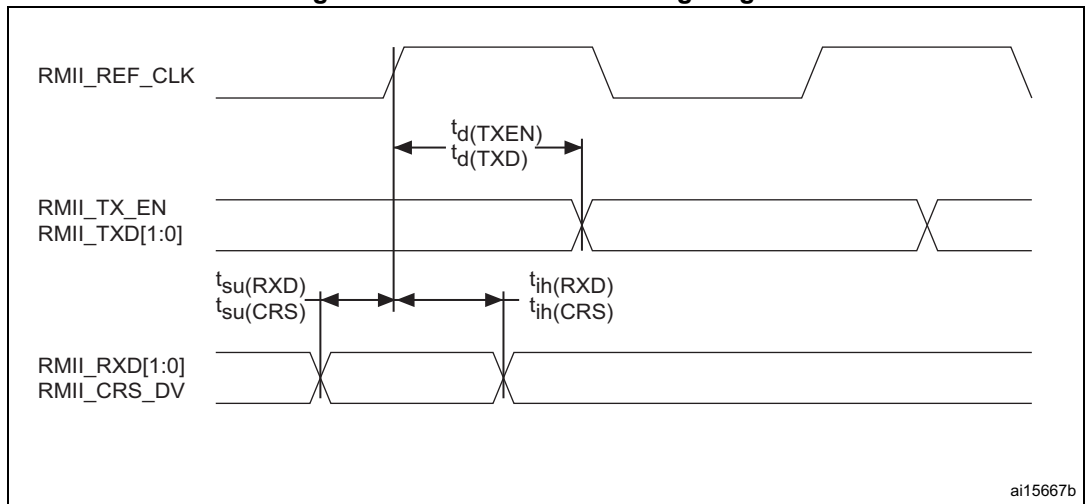 RMII_REF_CLK
td(TXEN)
td(TXD)
RMII_TX_EN
RMII_TXD[1:0]
tsu(RXD)
tsu(CRS)
tih(RXD)
tih(CRS)
RMII_RXD[1:0]
RMII_CRS_DV
ai15667b